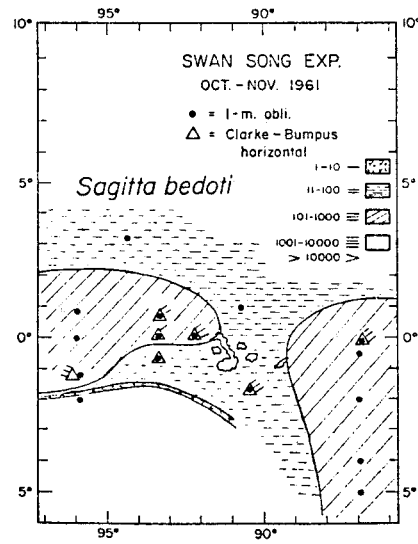 95° 90°
10° 10°
SWAN SONG EXP.
OCT. - NOV. 1961
• = 1-m. obli.
△ = Clarke-Bumpus
horizontal
1-10
5° 11-100 5°
Sagitta bedoti
101-1000
1001-10000
> 10000
0° 0°
5° 5°
95° 90°